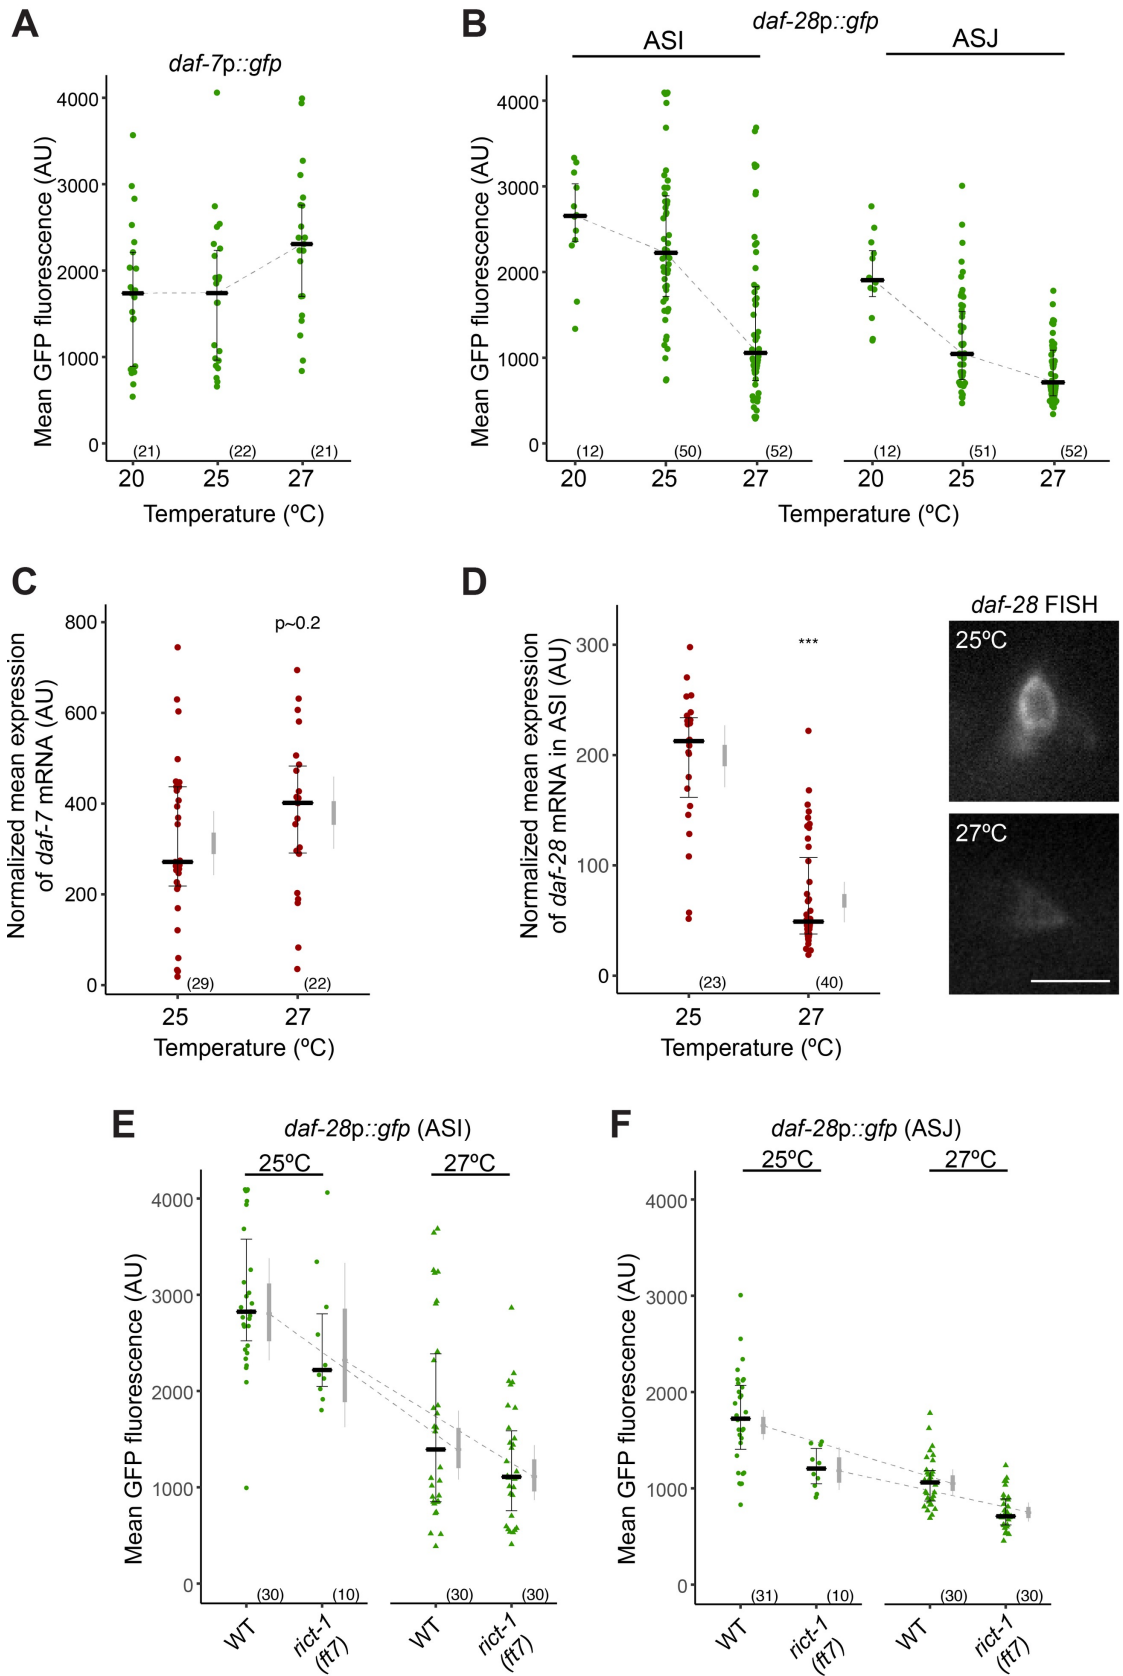 A
daf-7p::gfp
Mean GFP fluorescence (AU)
4000
3000
2000
1000
0
(21)
(22)
(21)
20
25
27
Temperature (ºC)
B
daf-28p::gfp
ASI
ASJ
Mean GFP fluorescence (AU)
4000
3000
2000
1000
0
(12)
(50)
(52)
(12)
(51)
(52)
20
25
27
20
25
27
Temperature (ºC)
C
Normalized mean expression
of daf-7 mRNA (AU)
800
600
400
200
0
p~0.2
(29)
(22)
25
27
Temperature (ºC)
D
Normalized mean expression
of daf-28 mRNA in ASI (AU)
300
200
100
0
***
(23)
(40)
25
27
Temperature (ºC)
daf-28 FISH
25ºC
27ºC
E
daf-28p::gfp (ASI)
25ºC
27ºC
Mean GFP fluorescence (AU)
4000
3000
2000
1000
0
(30)
(10)
(30)
(30)
WT
rict-1
(ft7)
WT
rict-1
(ft7)
F
daf-28p::gfp (ASJ)
25ºC
27ºC
Mean GFP fluorescence (AU)
4000
3000
2000
1000
0
(31)
(10)
(30)
(30)
WT
rict-1
(ft7)
WT
rict-1
(ft7)